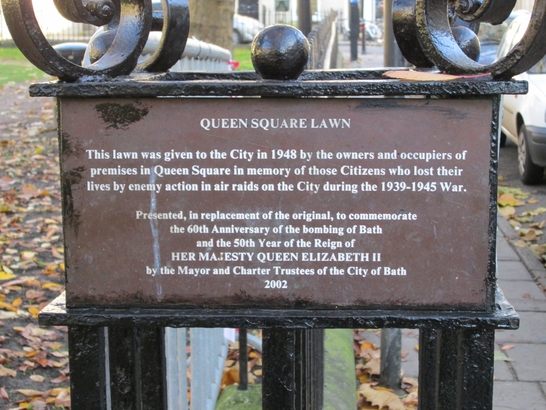 QUEEN SQUARE LAWN
This lawn was given to the City in 1948 by the owners and occupiers of
premises in Queen Square in memory of those Citizens who lost their
lives by enemy action in air raids on the City during the 1939-1945 War.
Presented, in replacement of the original, to commemorate
the 60th Anniversary of the bombing of Bath
and the 50th Year of the Reign of
HER MAJESTY QUEEN ELIZABETH II
by the Mayor and Charter Trustees of the City of Bath
2002